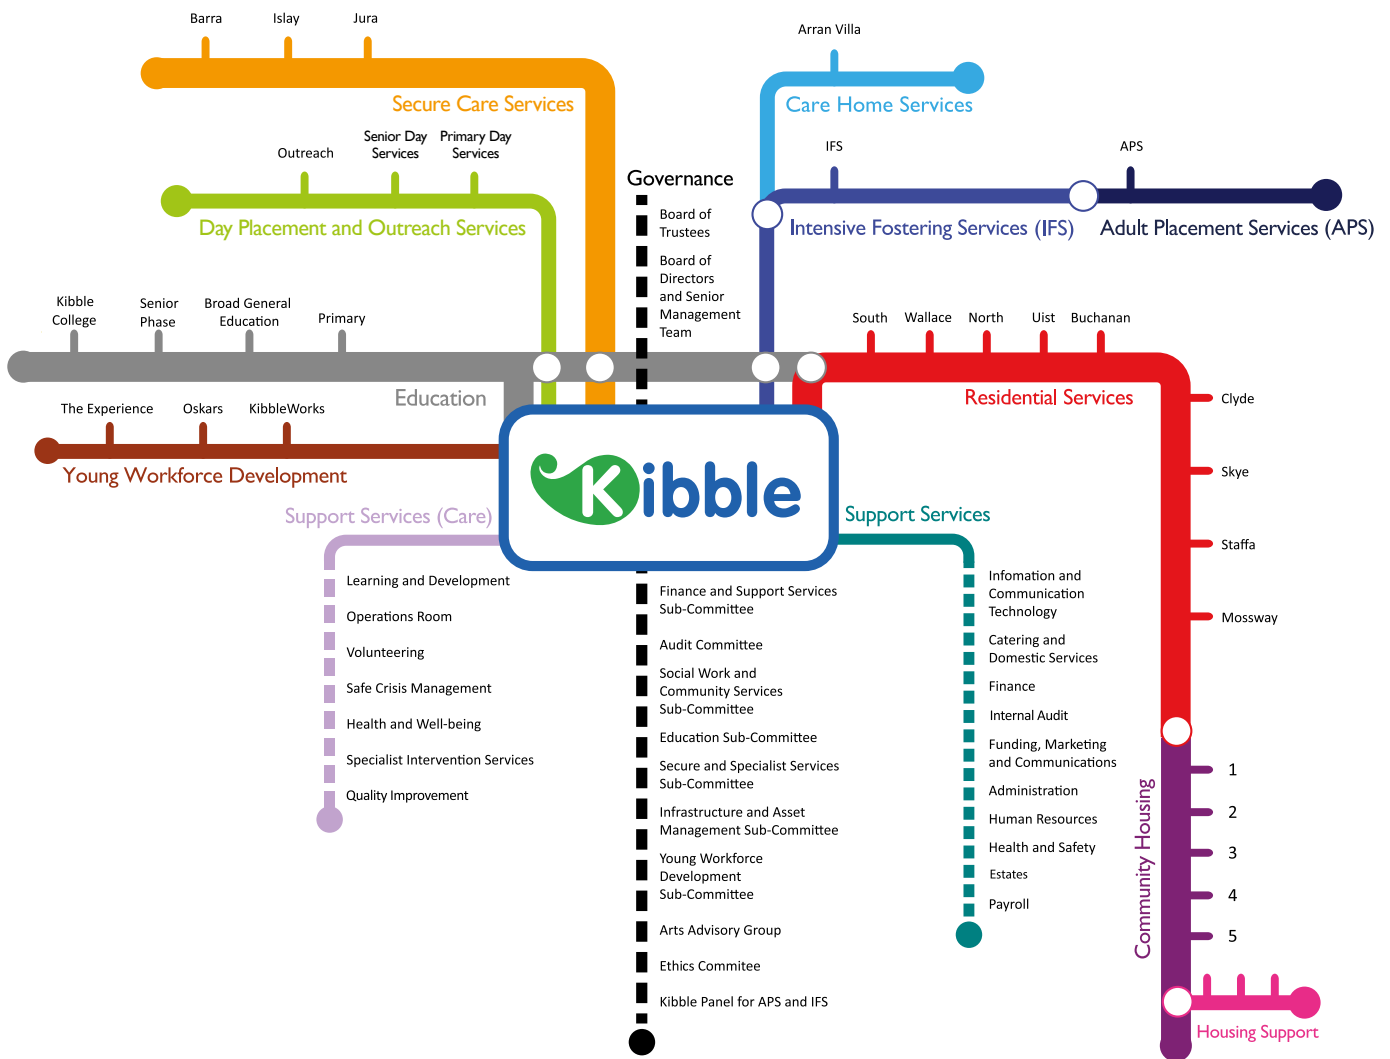 Barra
Islay
Jura
Secure Care Services
Arran Villa
Care Home Services
Outreach
Senior Day
Services
Primary Day
Services
Day Placement and Outreach Services
Governance
Board of
Trustees
Board of
Directors
and Senior
Management
Team
IFS
APS
Intensive Fostering Services (IFS)
Adult Placement Services (APS)
Kibble
College
Senior
Phase
Broad General
Education
Primary
Education
South
Wallace
North
Uist
Buchanan
Residential Services
Clyde
Skye
Staffa
Mossway
The Experience
Oskars
KibbleWorks
Young Workforce Development
Kibble
Support Services (Care)
Learning and Development
Operations Room
Volunteering
Safe Crisis Management
Health and Well-being
Specialist Intervention Services
Quality Improvement
Finance and Support Services
Sub-Committee
Audit Committee
Social Work and
Community Services
Sub-Committee
Education Sub-Committee
Secure and Specialist Services
Sub-Committee
Infrastructure and Asset
Management Sub-Committee
Young Workforce
Development
Sub-Committee
Arts Advisory Group
Ethics Commitee
Kibble Panel for APS and IFS
Support Services
Infomation and
Communication
Technology
Catering and
Domestic Services
Finance
Internal Audit
Funding, Marketing
and Communications
Administration
Human Resources
Health and Safety
Estates
Payroll
Community Housing
1
2
3
4
5
Housing Support